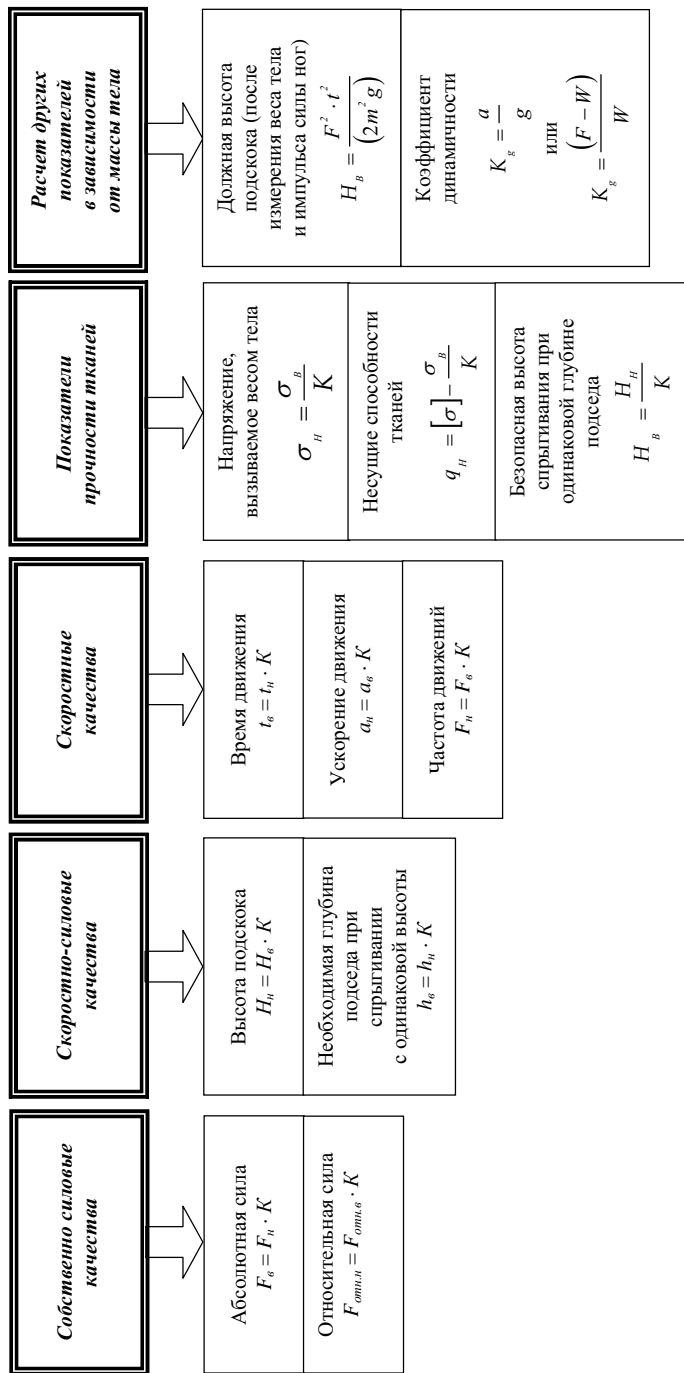 Собственно силовые
качества
Абсолютная сила
F_в = F_н · K
Относительная сила
F_отн.н = F_отн.в · K
Скоростно-силовые
качества
Высота подскока
H_н = H_в · K
Необходимая глубина
подседа при
спрыгивании
с одинаковой высоты
h_в = h_н · K
Скоростные
качества
Время движения
t_в = t_н · K
Ускорение движения
a_н = a_в · K
Частота движений
F_н = F_в · K
Показатели
прочности тканей
Напряжение,
вызываемое весом тела
σ_н = σ_в / K
Несущие способности
тканей
q_н = [σ] − σ_в / K
Безопасная высота
спрыгивания при
одинаковой глубине
подседа
H_в = H_н / K
Расчет других
показателей
в зависимости
от массы тела
Должная высота
подскока (после
измерения веса тела
и импульса силы ног)
H_в = F² · t² / (2m² g)
Коэффициент
динамичности
K_g = a / g
или
K_g = (F − W) / W